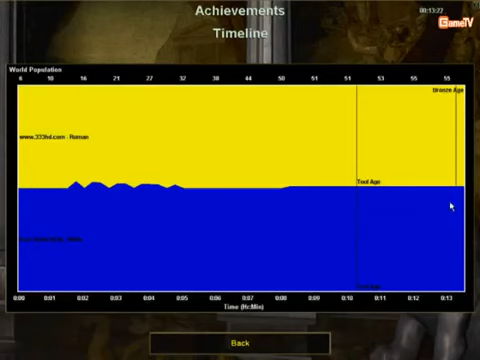 Achievements
00:13:27
GameTV
Timeline
World Population
6 10 16 21 27 32 44 50 51 51 53 55 55
Bronze Age
www.333hd.com - Roman
Tool Age
Tool Age
0:00 0:01 0:02 0:03 0:04 0:05 0:06 0:07 0:08 0:09 0:10 0:11 0:12 0:13
Time (Hr:Min)
Back